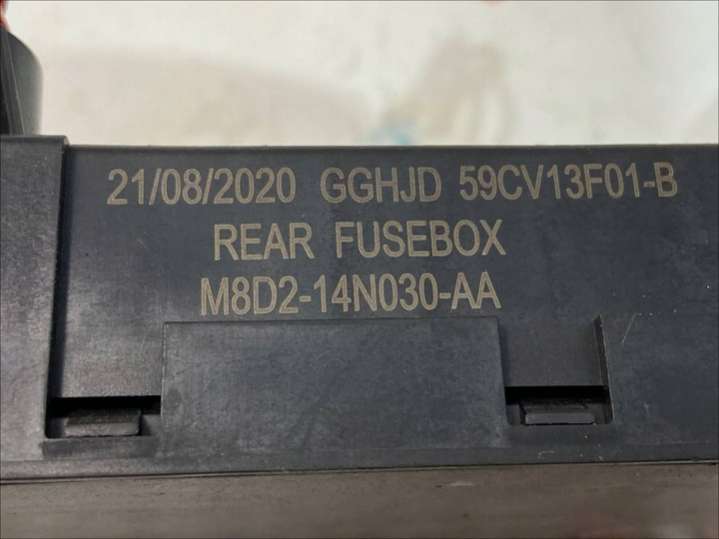 21/08/2020 GGHJD 59CV13F01-B
REAR FUSEBOX
M8D2-14N030-AA